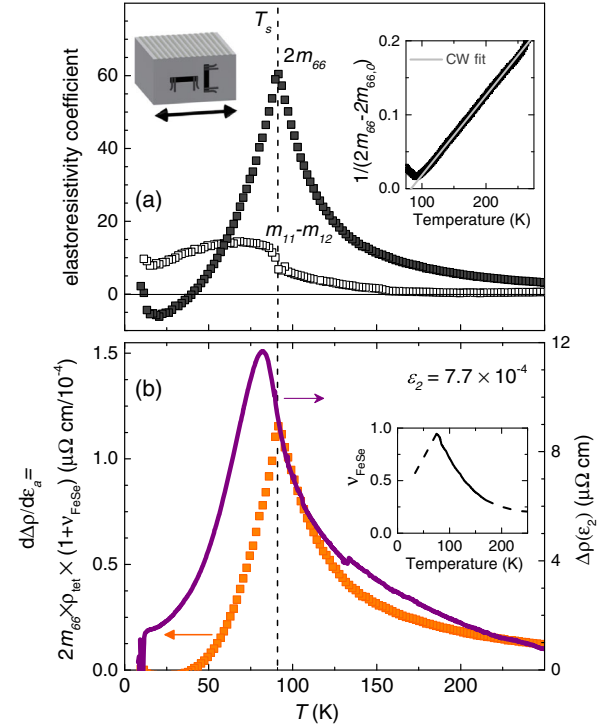 T_s
2m_66
m_11-m_12
(a)
elastoresistivity coefficient
60
40
20
0
CW fit
1/(2m_66-2m_66,0)
0.2
0.1
0.0
100
200
Temperature (K)
(b)
ε_2 = 7.7 × 10^-4
dΔρ/dε_a =
2m_66×ρ_tet × (1+ν_FeSe) (μΩ cm/10^-4)
1.5
1.0
0.5
0.0
12
8
4
0
Δρ(ε_2) (μΩ cm)
ν_FeSe
1.0
0.5
0.0
0
100
200
Temperature (K)
0
50
100
150
200
T (K)